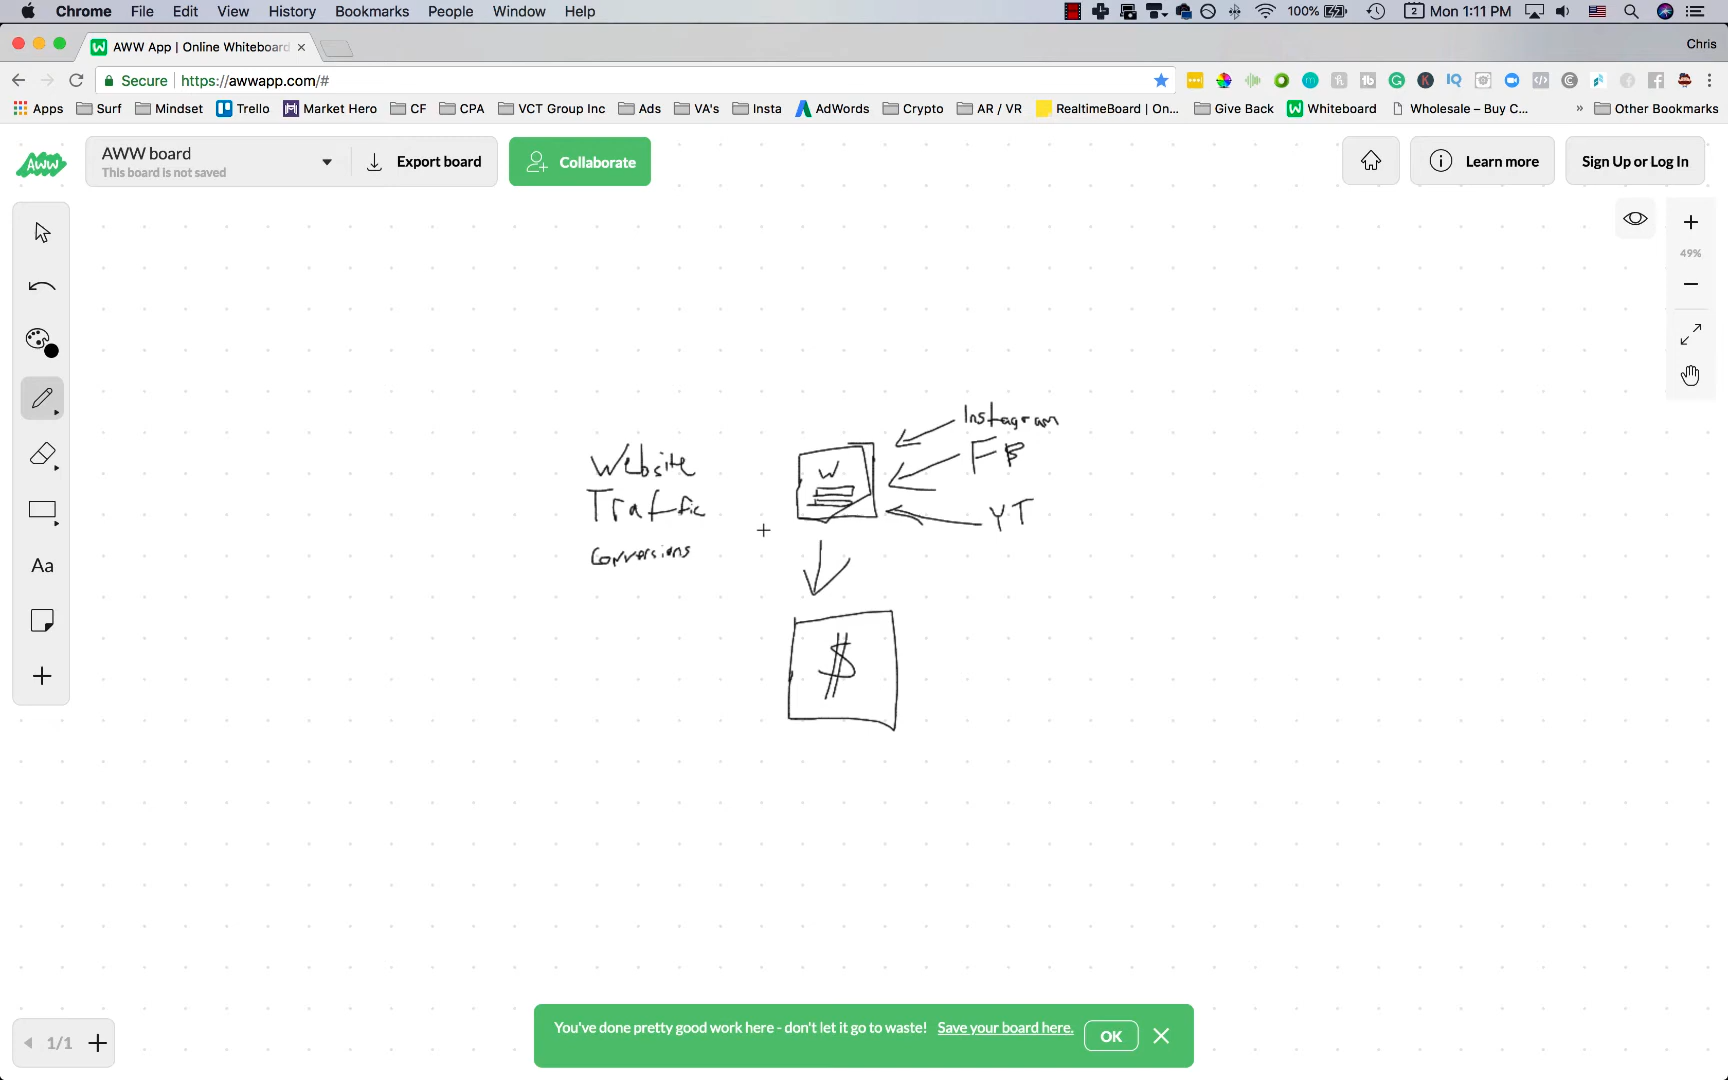 Chrome File Edit View History Bookmarks People Window Help 100% 2 Mon 1:11 PM
AWW App | Online Whiteboard Chris
Secure https://awwapp.com/#
Apps Surf Mindset Trello Market Hero CF CPA VCT Group Inc Ads VA's Insta AdWords Crypto AR / VR RealtimeBoard | On... Give Back Whiteboard Wholesale – Buy C... » Other Bookmarks
AWW
AWW board
This board is not saved
Export board
Collaborate
Learn more
Sign Up or Log In
49%
Instagram
Website
W
FB
Traffic
YT
Conversions
$
Aa
You've done pretty good work here - don't let it go to waste! Save your board here.
OK
1/1